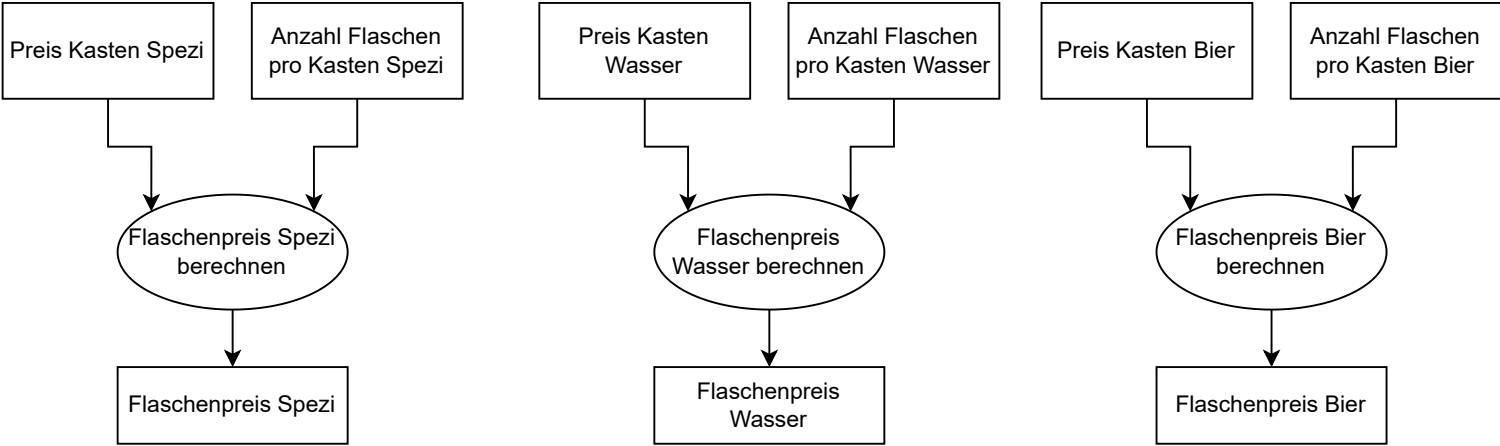 Preis Kasten Spezi
Anzahl Flaschen
pro Kasten Spezi
Preis Kasten
Wasser
Anzahl Flaschen
pro Kasten Wasser
Preis Kasten Bier
Anzahl Flaschen
pro Kasten Bier
Flaschenpreis Spezi
berechnen
Flaschenpreis
Wasser berechnen
Flaschenpreis Bier
berechnen
Flaschenpreis Spezi
Flaschenpreis
Wasser
Flaschenpreis Bier